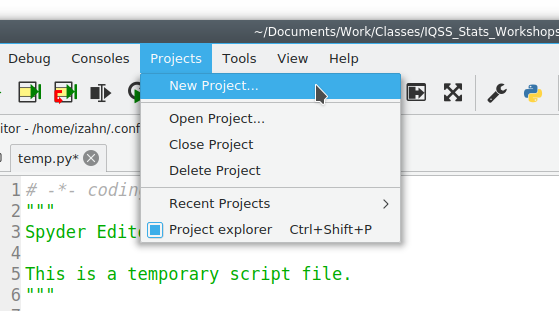 ~/Documents/Work/Classes/IQSS_Stats_Workshops
Debug Consoles Projects Tools View Help
New Project...
Open Project...
Close Project
Delete Project
Recent Projects
Project explorer Ctrl+Shift+P
itor - /home/izahn/.conf
temp.py*
1 # -*- codin
2 """
3 Spyder Edit
4
5 This is a temporary script file.
6 """